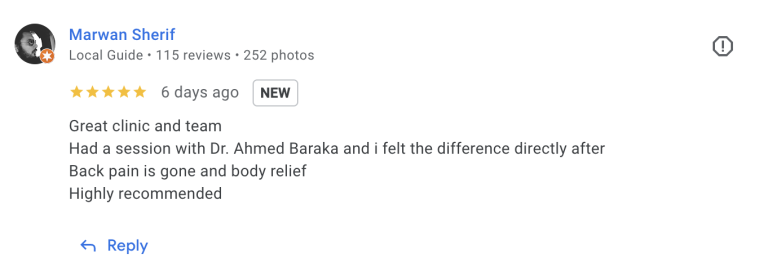 Marwan Sherif
Local Guide • 115 reviews • 252 photos
6 days ago NEW
Great clinic and team
Had a session with Dr. Ahmed Baraka and i felt the difference directly after
Back pain is gone and body relief
Highly recommended
Reply